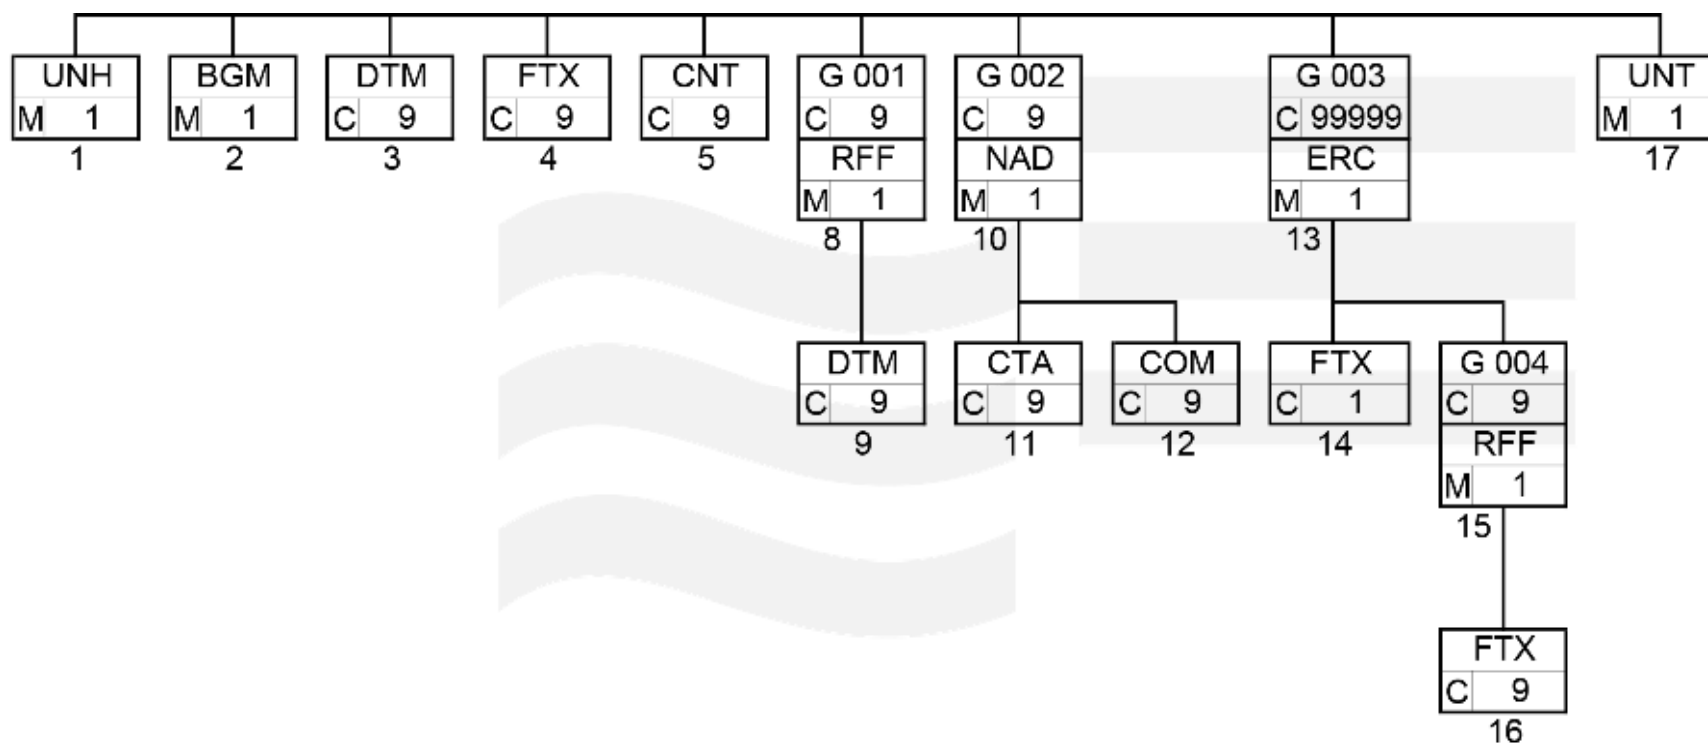 UNH BGM DTM FTX CNT G 001 G 002 G 003 UNT
M 1 M 1 C 9 C 9 C 9 C 9 C 9 C 99999 M 1
1 2 3 4 5 RFF NAD ERC 17
M 1 M 1 M 1
8 10 13
DTM CTA COM FTX G 004
C 9 C 9 C 9 C 1 C 9
9 11 12 14 RFF
M 1
15
FTX
C 9
16